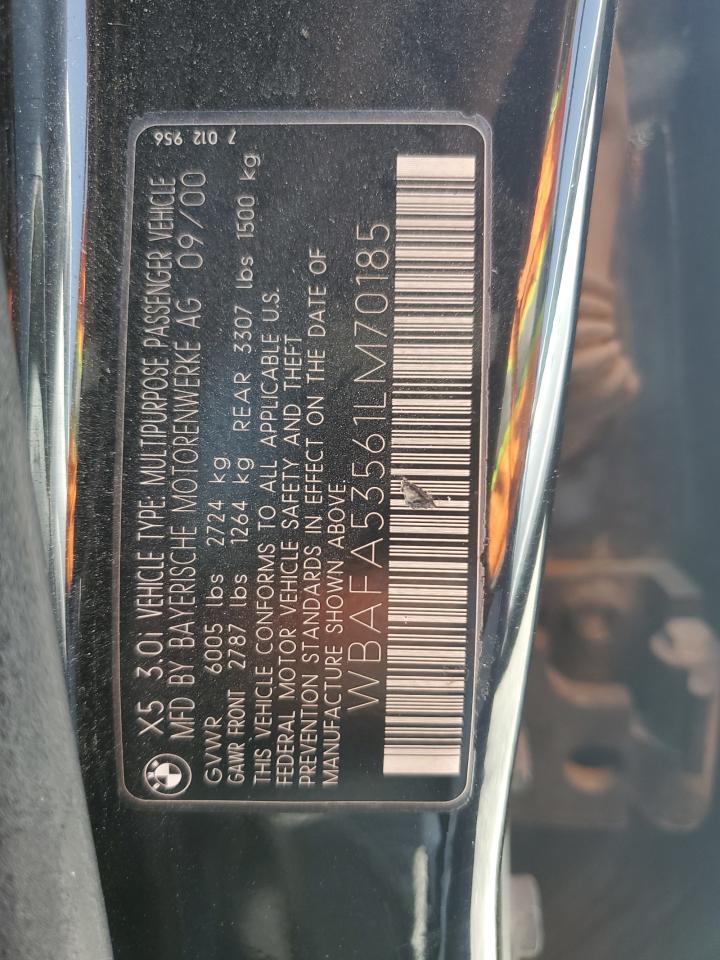 7 012 956
X5 3.0i VEHICLE TYPE: MULTIPURPOSE PASSENGER VEHICLE
MFD BY BAYERISCHE MOTORENWERKE AG 09/00
GVWR 6005 lbs 2724 kg
GAWR FRONT 2787 lbs 1264 kg REAR 3307 lbs 1500 kg
THIS VEHICLE CONFORMS TO ALL APPLICABLE U.S.
FEDERAL MOTOR VEHICLE SAFETY AND THEFT
PREVENTION STANDARDS IN EFFECT ON THE DATE OF
MANUFACTURE SHOWN ABOVE.
WBAFA53561LM70185